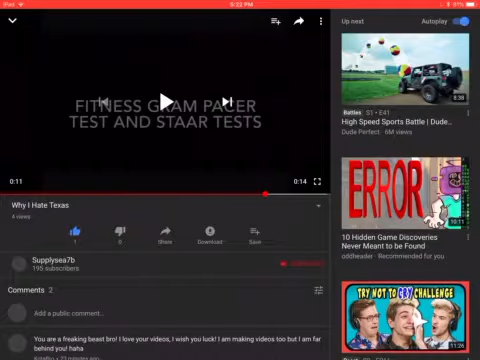 iPad
5:22 PM
81%
FITNESS GRAM PACER
TEST AND STAAR TESTS
0:11
0:14
Why I Hate Texas
4 views
1
0
Share
Download
Save
Supplysea7b
195 subscribers
Comments 2
Add a public comment...
You are a freaking beast bro! I love your videos, I wish you luck! I am making videos too but I am far
behind you! haha
Up next
Autoplay
8:38
Battles S1 • E41
High Speed Sports Battle | Dude...
Dude Perfect · 6M views
ERROR
10:11
10 Hidden Game Discoveries
Never Meant to be Found
oddheader · Recommended for you
TRY NOT TO CRY CHALLENGE
11:26